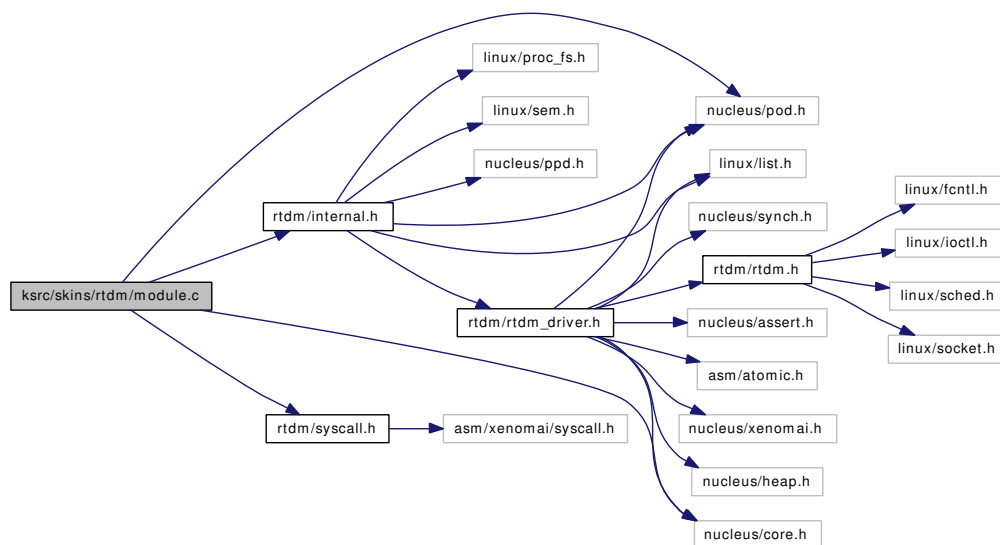 linux/proc_fs.h
linux/sem.h
nucleus/pod.h
nucleus/ppd.h
linux/list.h
linux/fcntl.h
rtdm/internal.h
nucleus/synch.h
linux/ioctl.h
rtdm/rtdm.h
ksrc/skins/rtdm/module.c
linux/sched.h
rtdm/rtdm_driver.h
nucleus/assert.h
linux/socket.h
asm/atomic.h
rtdm/syscall.h
asm/xenomai/syscall.h
nucleus/xenomai.h
nucleus/heap.h
nucleus/core.h